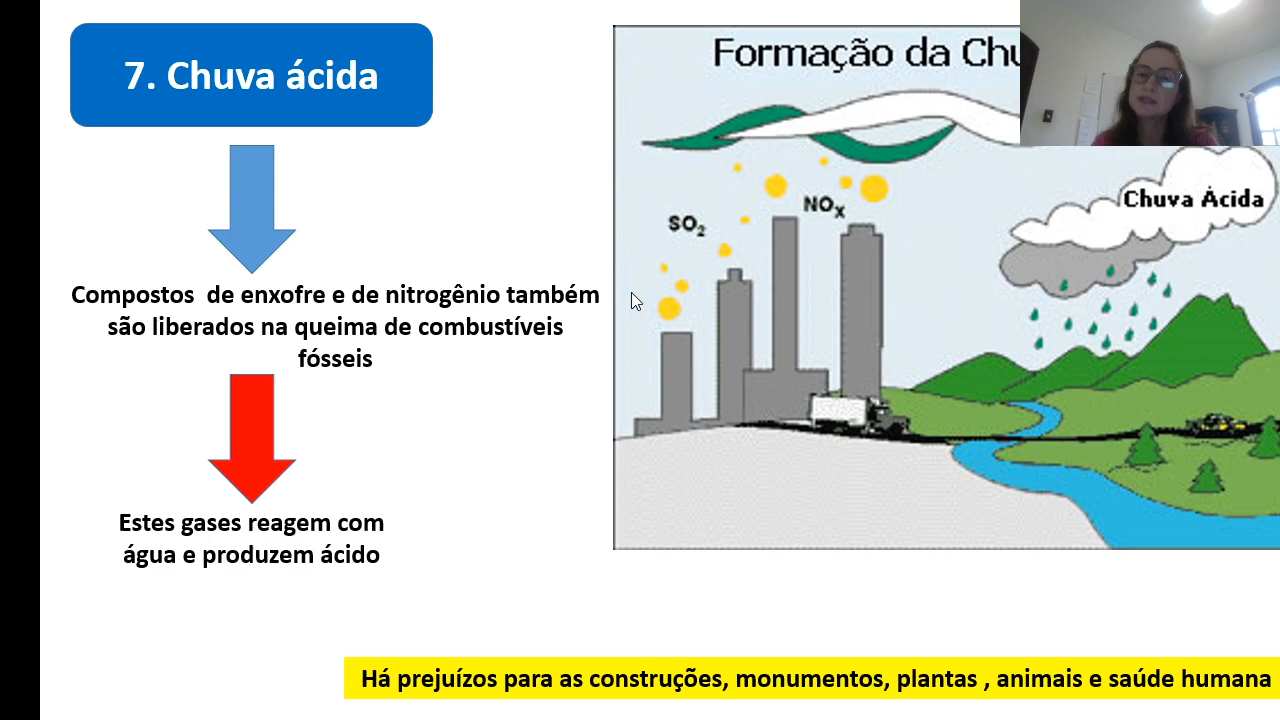 7. Chuva ácida
Compostos  de enxofre e de nitrogênio também
são liberados na queima de combustíveis
fósseis
Estes gases reagem com
água e produzem ácido
Formação da Chu
SO2
NOX
Chuva Ácida
Há prejuízos para as construções, monumentos, plantas , animais e saúde humana